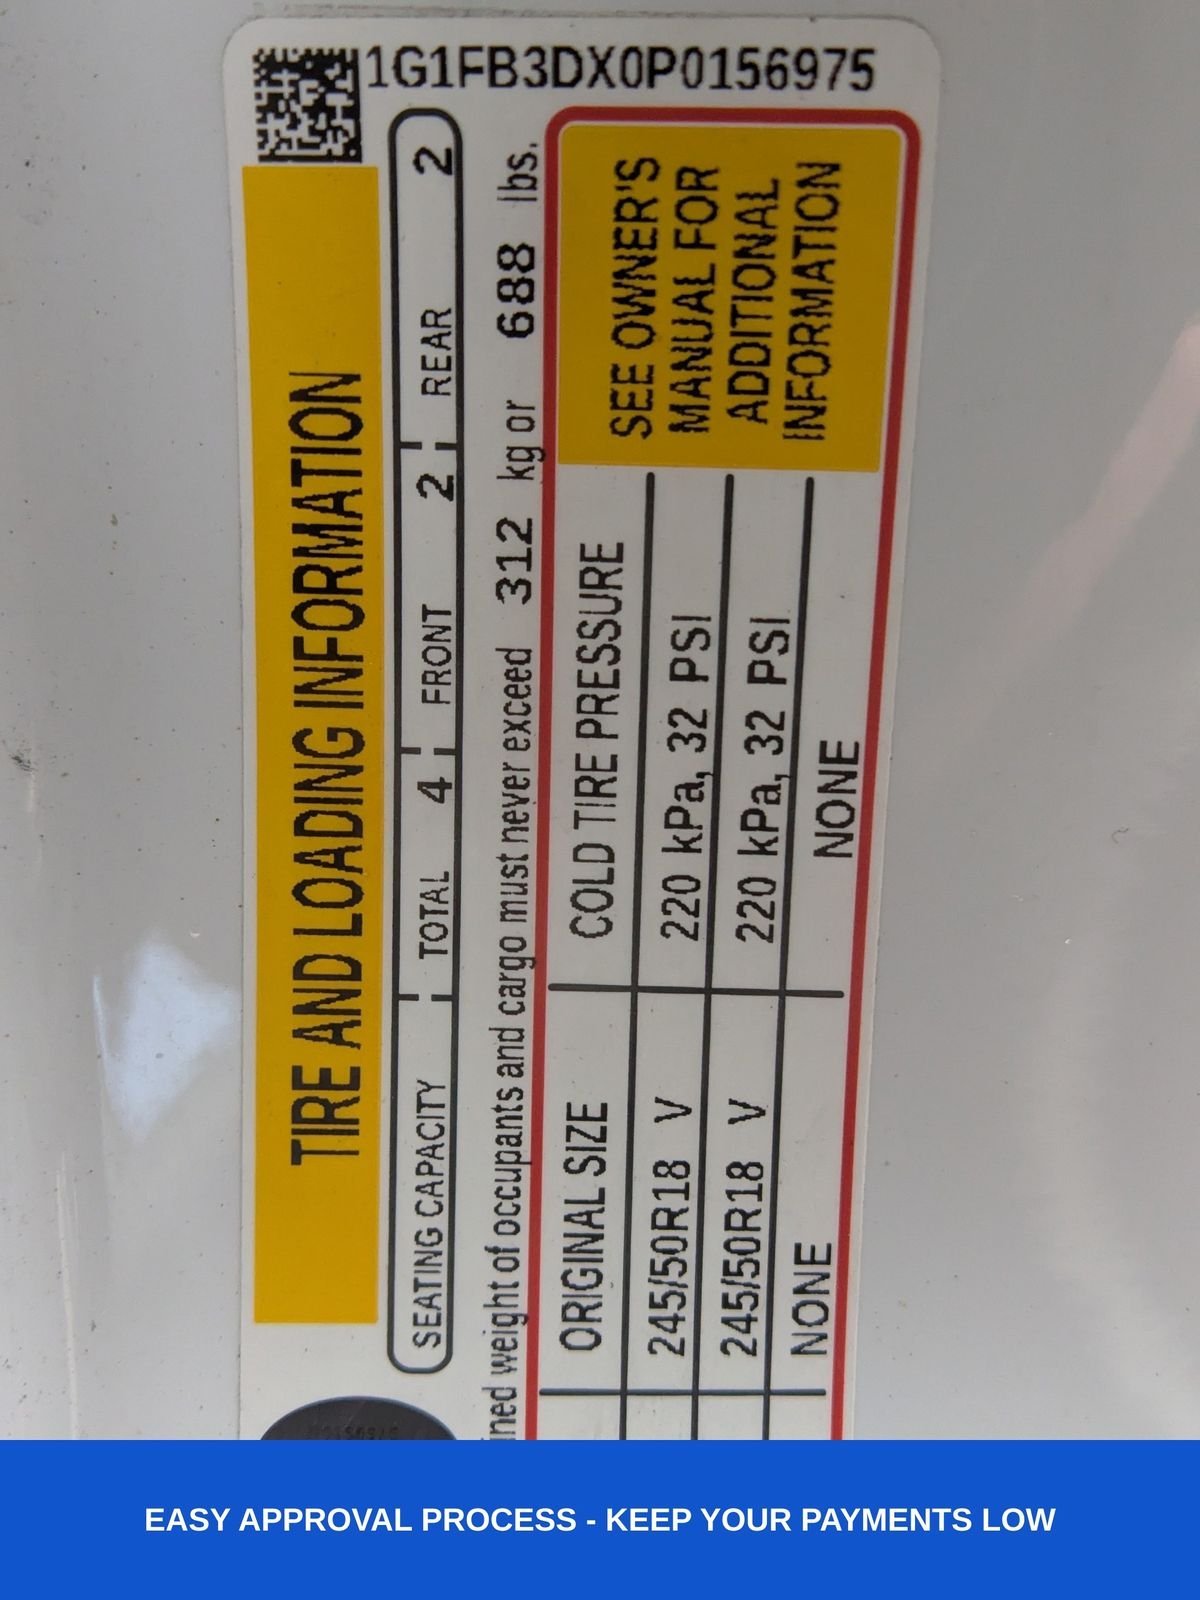 1G1FB3DX0P0156975
TIRE AND LOADING INFORMATION
SEATING CAPACITY TOTAL 4 FRONT 2 REAR 2
weight of occupants and cargo must never exceed 312 kg or 688 lbs.
ORIGINAL SIZE COLD TIRE PRESSURE
245/50R18 V 220 kPa, 32 PSI
245/50R18 V 220 kPa, 32 PSI
NONE NONE
SEE OWNER'S
MANUAL FOR
ADDITIONAL
INFORMATION
EASY APPROVAL PROCESS - KEEP YOUR PAYMENTS LOW